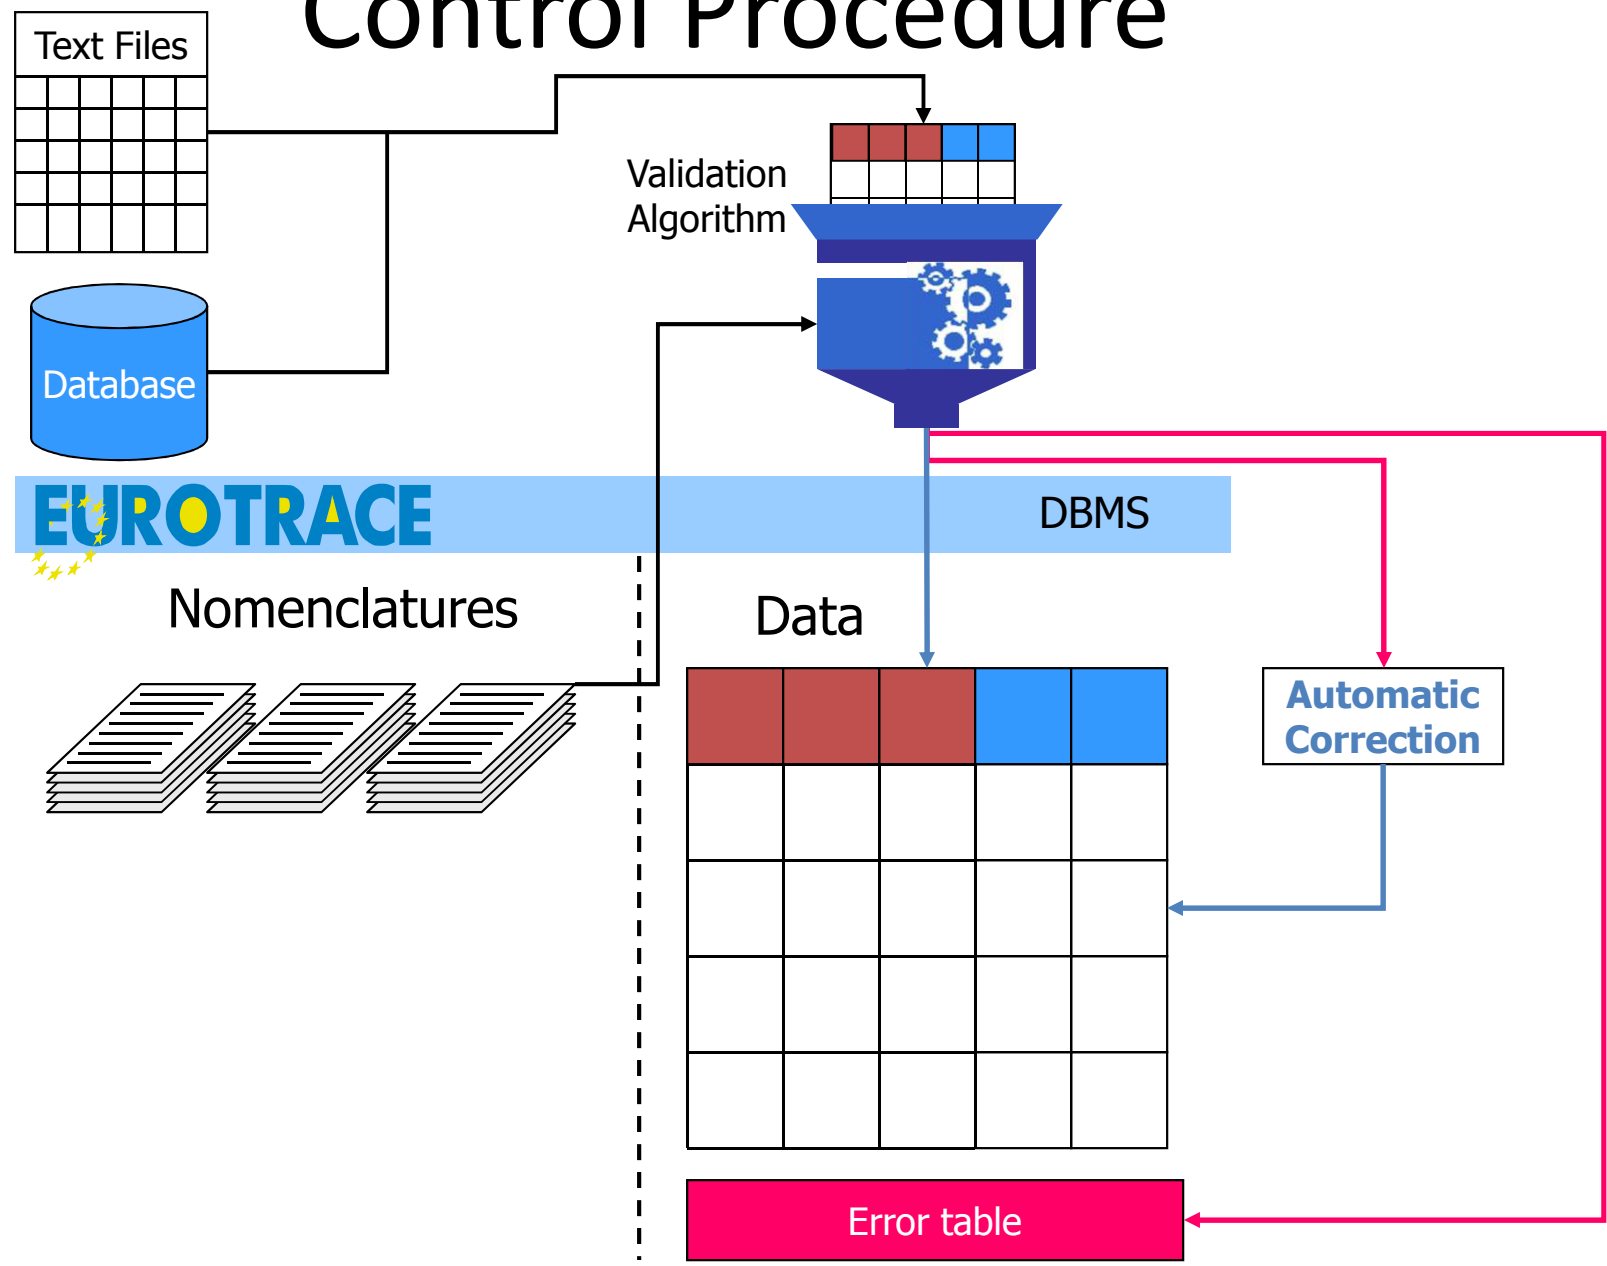 Control Procedure
Text Files
Validation
Algorithm
Database
EUROTRACE
DBMS
Nomenclatures
Data
Automatic
Correction
Error table